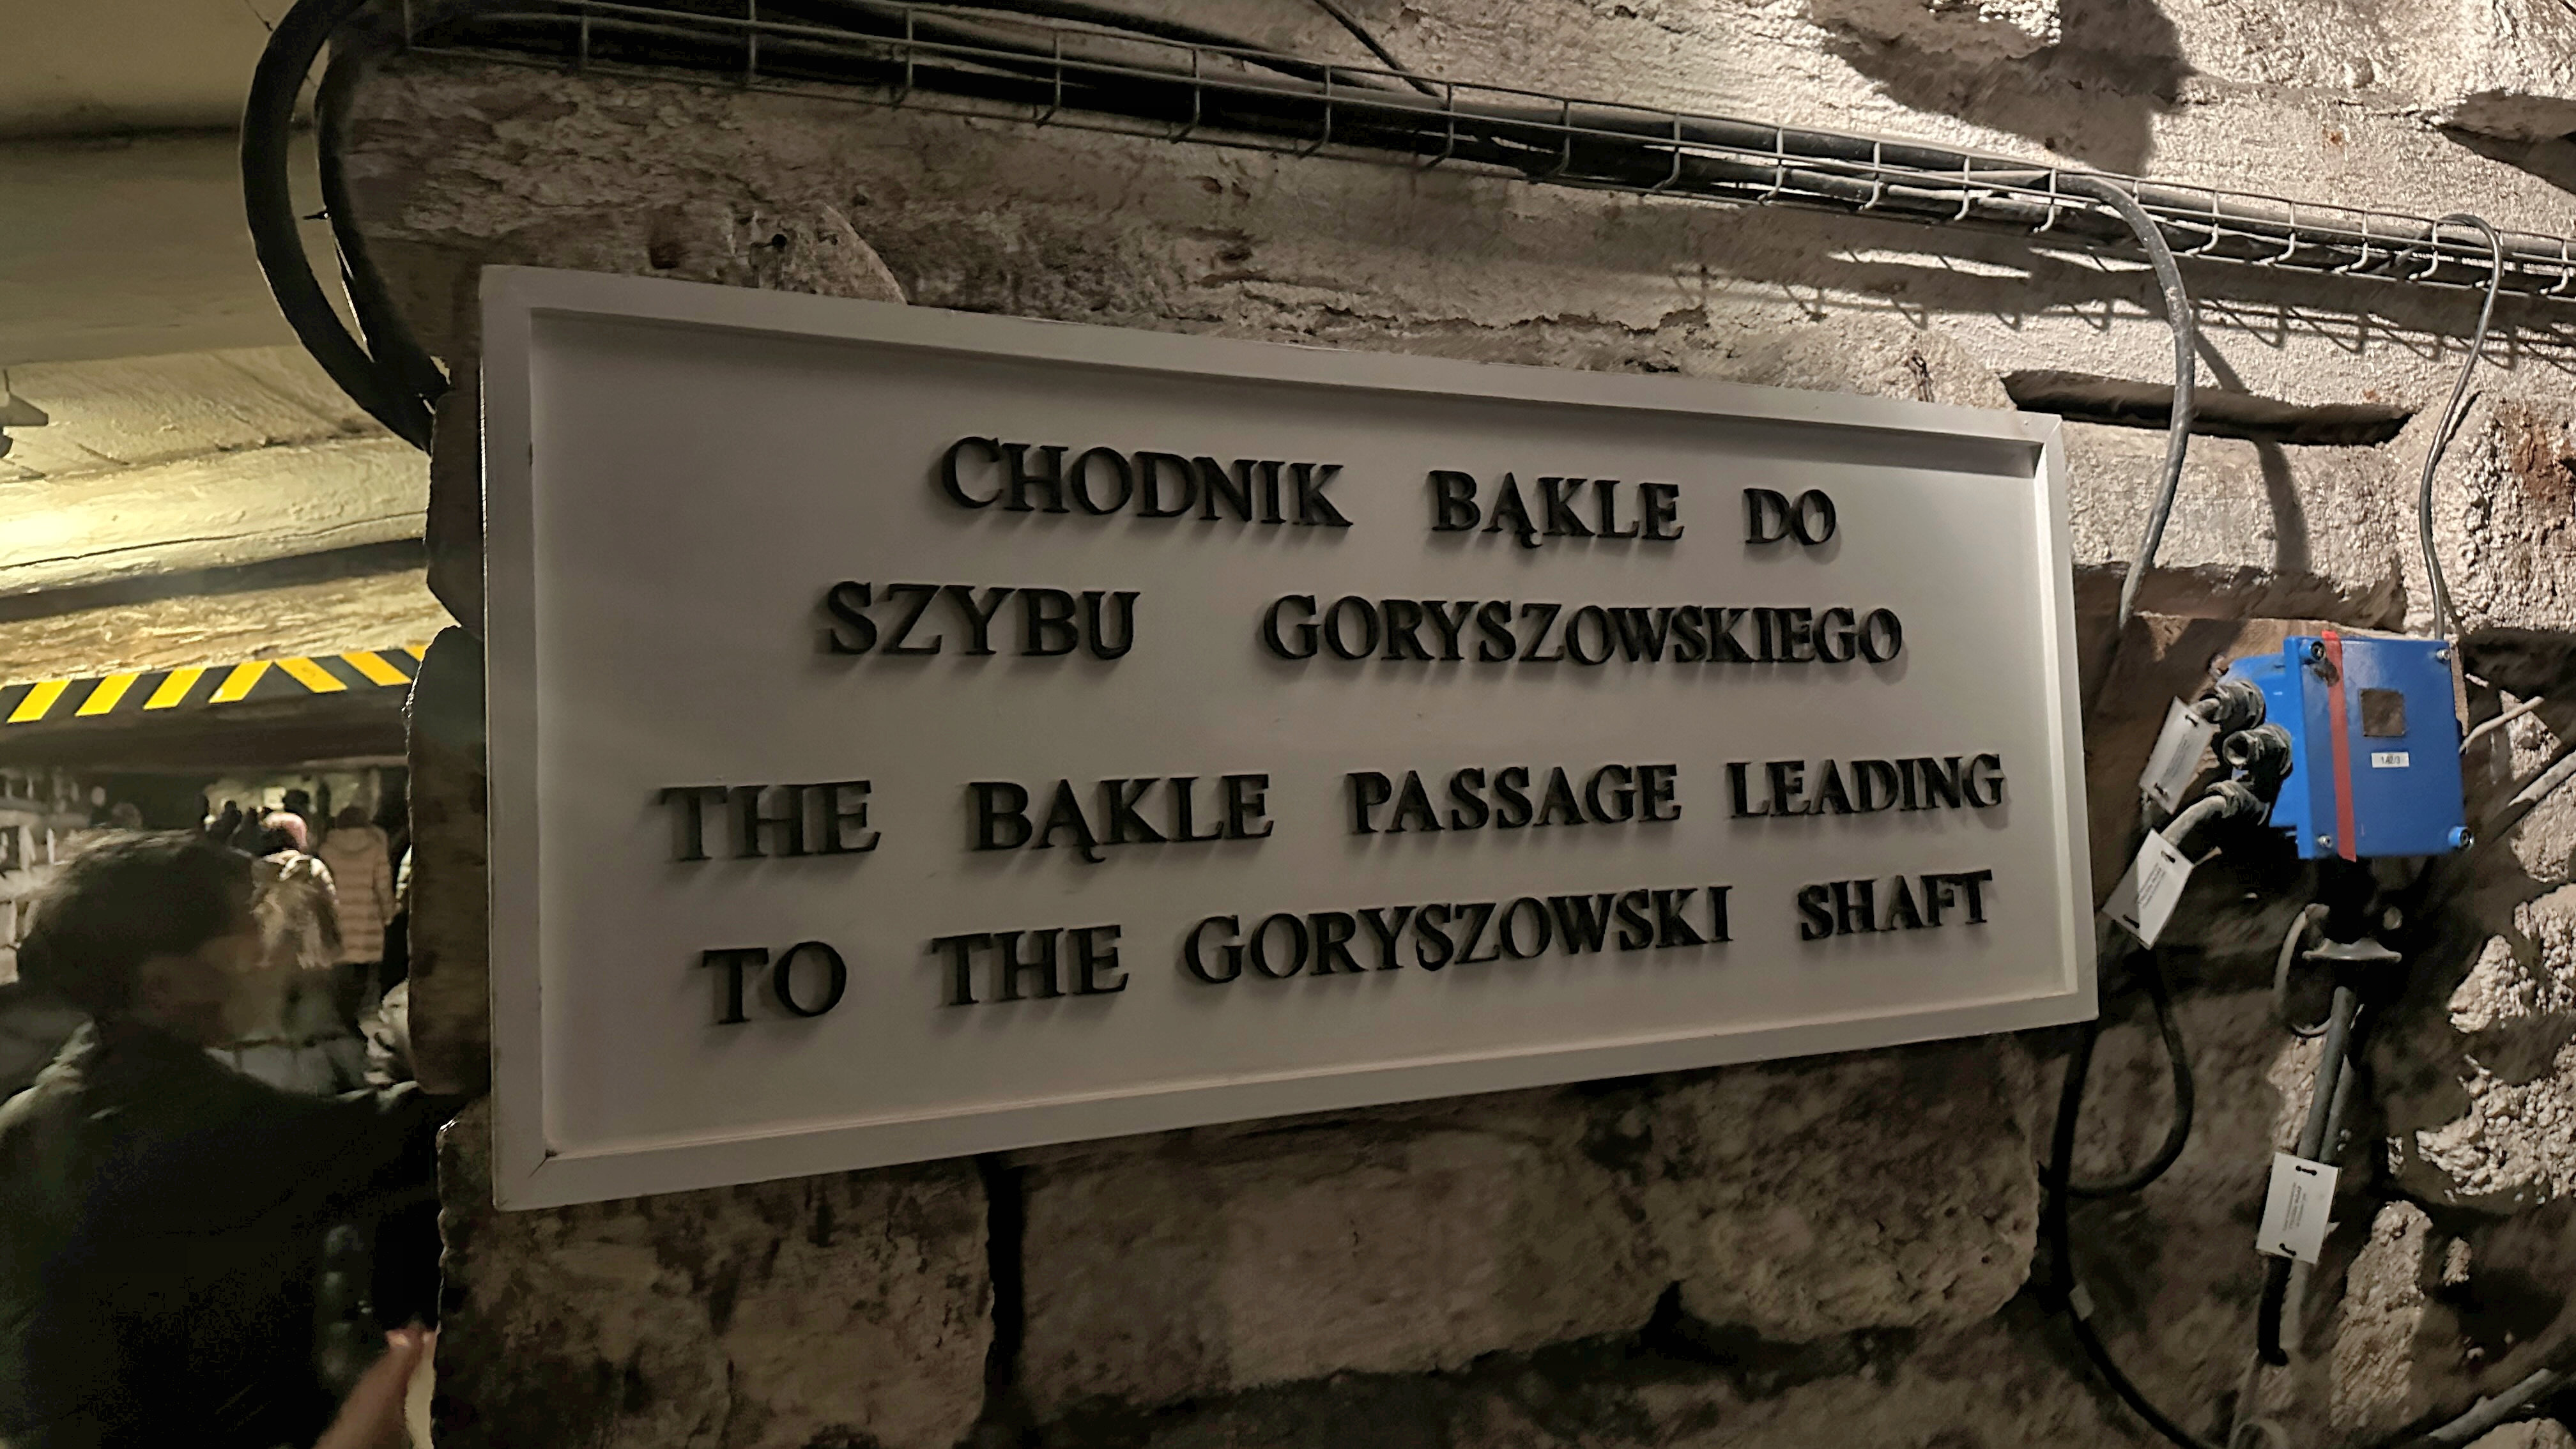 CHODNIK BĄKLE DO
SZYBU GORYSZOWSKIEGO
THE BĄKLE PASSAGE LEADING
TO THE GORYSZOWSKI SHAFT